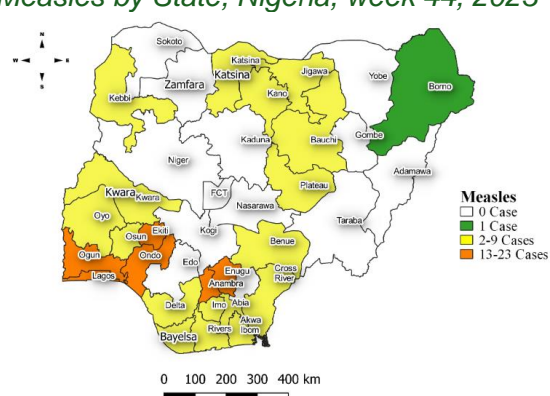 Measles by State, Nigeria, week 44, 2023
N
W
E
S
Sokoto
Katsina
Katsina
Jigawa
Yobe
Borno
Zamfara
Kebbi
Kano
Kaduna
Bauchi
Gombe
Niger
Adamawa
Plateau
Kwara
Kwara
FCT
Nasarawa
Taraba
Oyo
Osun
Ekiti
Kogi
Benue
Ogun
Ondo
Edo
Enugu
Cross
River
Lagos
Anambra
Delta
Imo
Abia
Bayelsa
Rivers
Akwa
Ibom
Measles
0 Case
1 Case
2-9 Cases
13-23 Cases
0 100 200 300 400 km